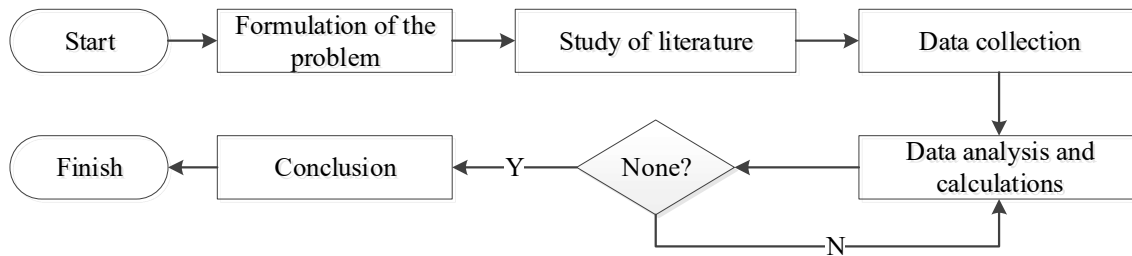 Start
Formulation of the
problem
Study of literature
Data collection
Data analysis and
calculations
None?
Y
Conclusion
Finish
N